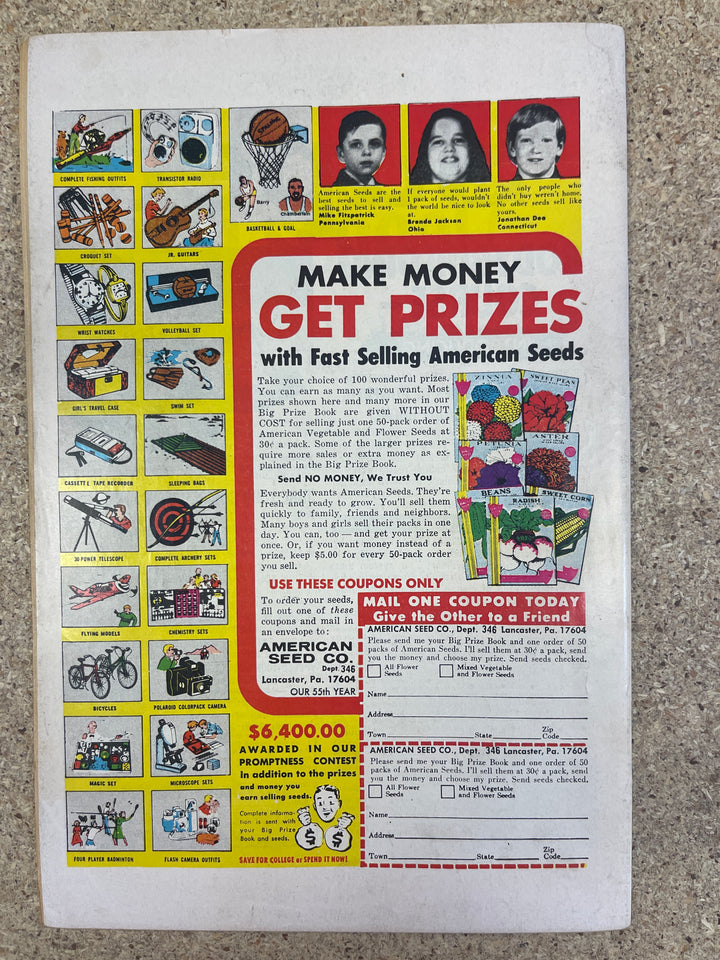 COMPLETE FISHING OUTFITS
TRANSISTOR RADIO
CROQUET SET
JR. GUITARS
WRIST WATCHES
VOLLEYBALL SET
GIRL'S TRAVEL CASE
SWIM SET
CASSETTE TAPE RECORDER
SLEEPING BAGS
30-POWER TELESCOPE
COMPLETE ARCHERY SETS
FLYING MODELS
CHEMISTRY SETS
BICYCLES
POLAROID COLORPACK CAMERA
MAGIC SET
MICROSCOPE SETS
FOUR PLAYER BADMINTON
FLASH CAMERA OUTFITS
SPALDING
Barry
Chamberlain
BASKETBALL & GOAL
American Seeds are the
best seeds to sell and
selling the best is easy.
Mike Fitzpatrick
Pennsylvania
If everyone would plant
1 pack of seeds, wouldn't
the world be nice to look
at.
Brenda Jackson
Ohio
The only people who
didn't buy weren't home.
No other seeds sell like
yours.
Jonathan Dee
Connecticut
MAKE MONEY
GET PRIZES
with Fast Selling American Seeds
Take your choice of 100 wonderful prizes.
You can earn as many as you want. Most
prizes shown here and many more in our
Big Prize Book are given WITHOUT
COST for selling just one 50-pack order of
American Vegetable and Flower Seeds at
30¢ a pack. Some of the larger prizes re-
quire more sales or extra money as ex-
plained in the Big Prize Book.
Send NO MONEY, We Trust You
Everybody wants American Seeds. They're
fresh and ready to grow. You'll sell them
quickly to family, friends and neighbors.
Many boys and girls sell their packs in one
day. You can, too — and get your prize at
once. Or, if you want money instead of a
prize, keep $5.00 for every 50-pack order
you sell.
ZINNIA
SWEET PEAS
PETUNIA
ASTER
BEANS
RADISH
SWEET CORN
USE THESE COUPONS ONLY
To order your seeds,
fill out one of these
coupons and mail in
an envelope to:
AMERICAN
SEED CO.
Dept 346
Lancaster, Pa. 17604
OUR 55th YEAR
$6,400.00
AWARDED IN OUR
PROMPTNESS CONTEST
in addition to the prizes
and money you
earn selling seeds.
Complete informa-
tion is sent with
your Big Prize
Book and seeds.
$ $
SAVE FOR COLLEGE or SPEND IT NOW!
MAIL ONE COUPON TODAY
Give the Other to a Friend
AMERICAN SEED CO., Dept. 346 Lancaster, Pa. 17604
Please send me your Big Prize Book and one order of 50
packs of American Seeds. I'll sell them at 30¢ a pack, send
you the money and choose my prize. Send seeds checked.
All Flower
Seeds
Mixed Vegetable
and Flower Seeds
Name
Address
Town State Zip Code
AMERICAN SEED CO., Dept. 346 Lancaster, Pa. 17604
Please send me your Big Prize Book and one order of 50
packs of American Seeds. I'll sell them at 30¢ a pack, send
you the money and choose my prize. Send seeds checked.
All Flower
Seeds
Mixed Vegetable
and Flower Seeds
Name
Address
Town State Zip Code